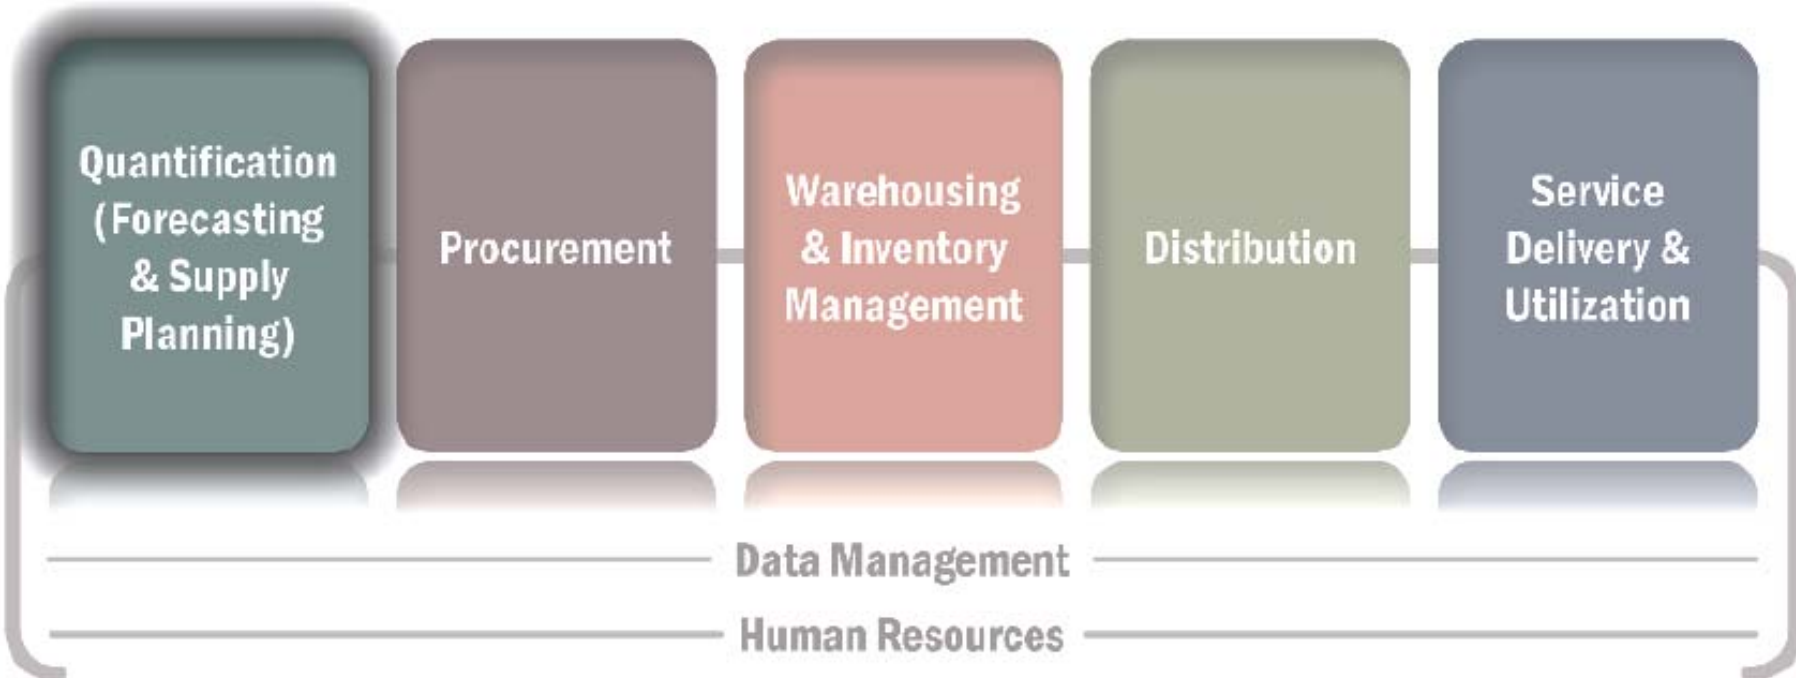 Quantification
(Forecasting
& Supply
Planning)
Procurement
Warehousing
& Inventory
Management
Distribution
Service
Delivery &
Utilization
Data Management
Human Resources